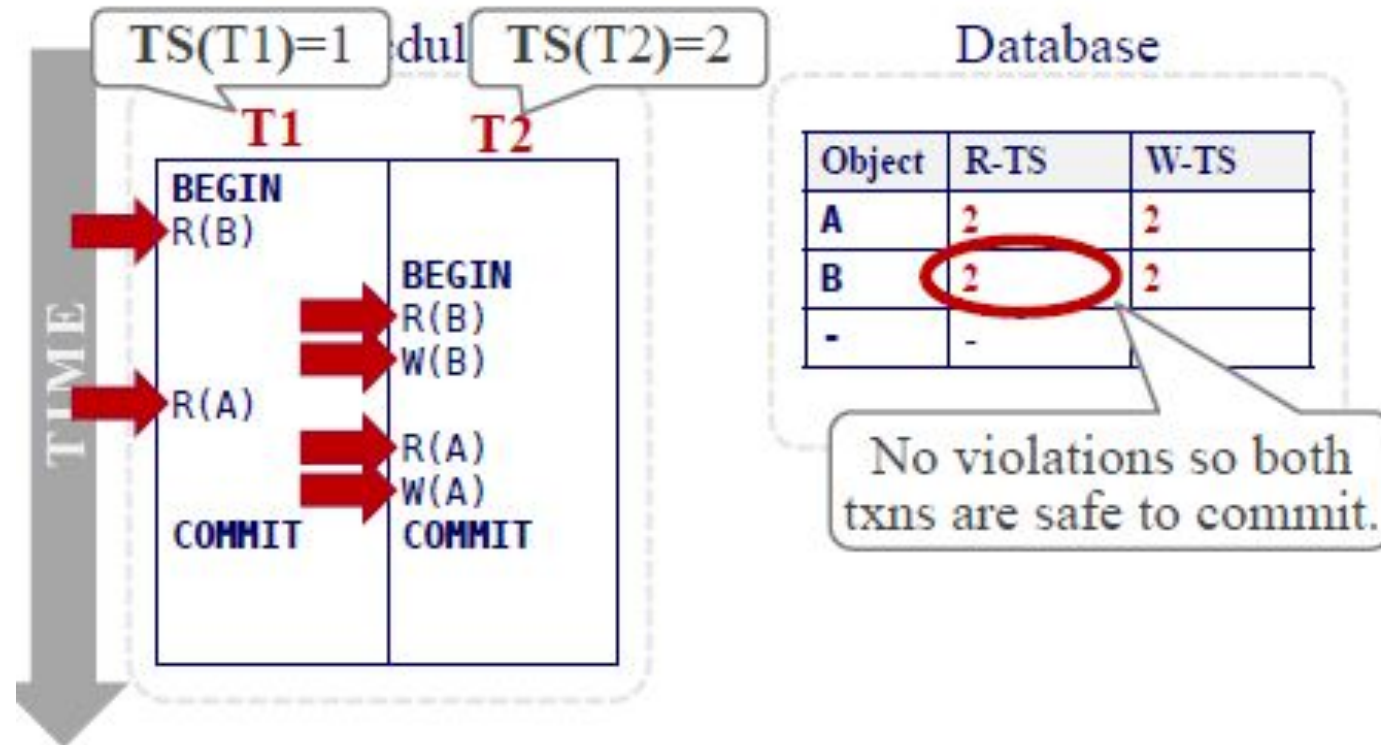 TS(T1)=1
dul
TS(T2)=2
Database
T1
T2
BEGIN
R(B)
BEGIN
R(B)
W(B)
R(A)
R(A)
W(A)
COMMIT
COMMIT
TIME
Object R-TS W-TS
A 2 2
B 2 2
- -
No violations so both
txns are safe to commit.